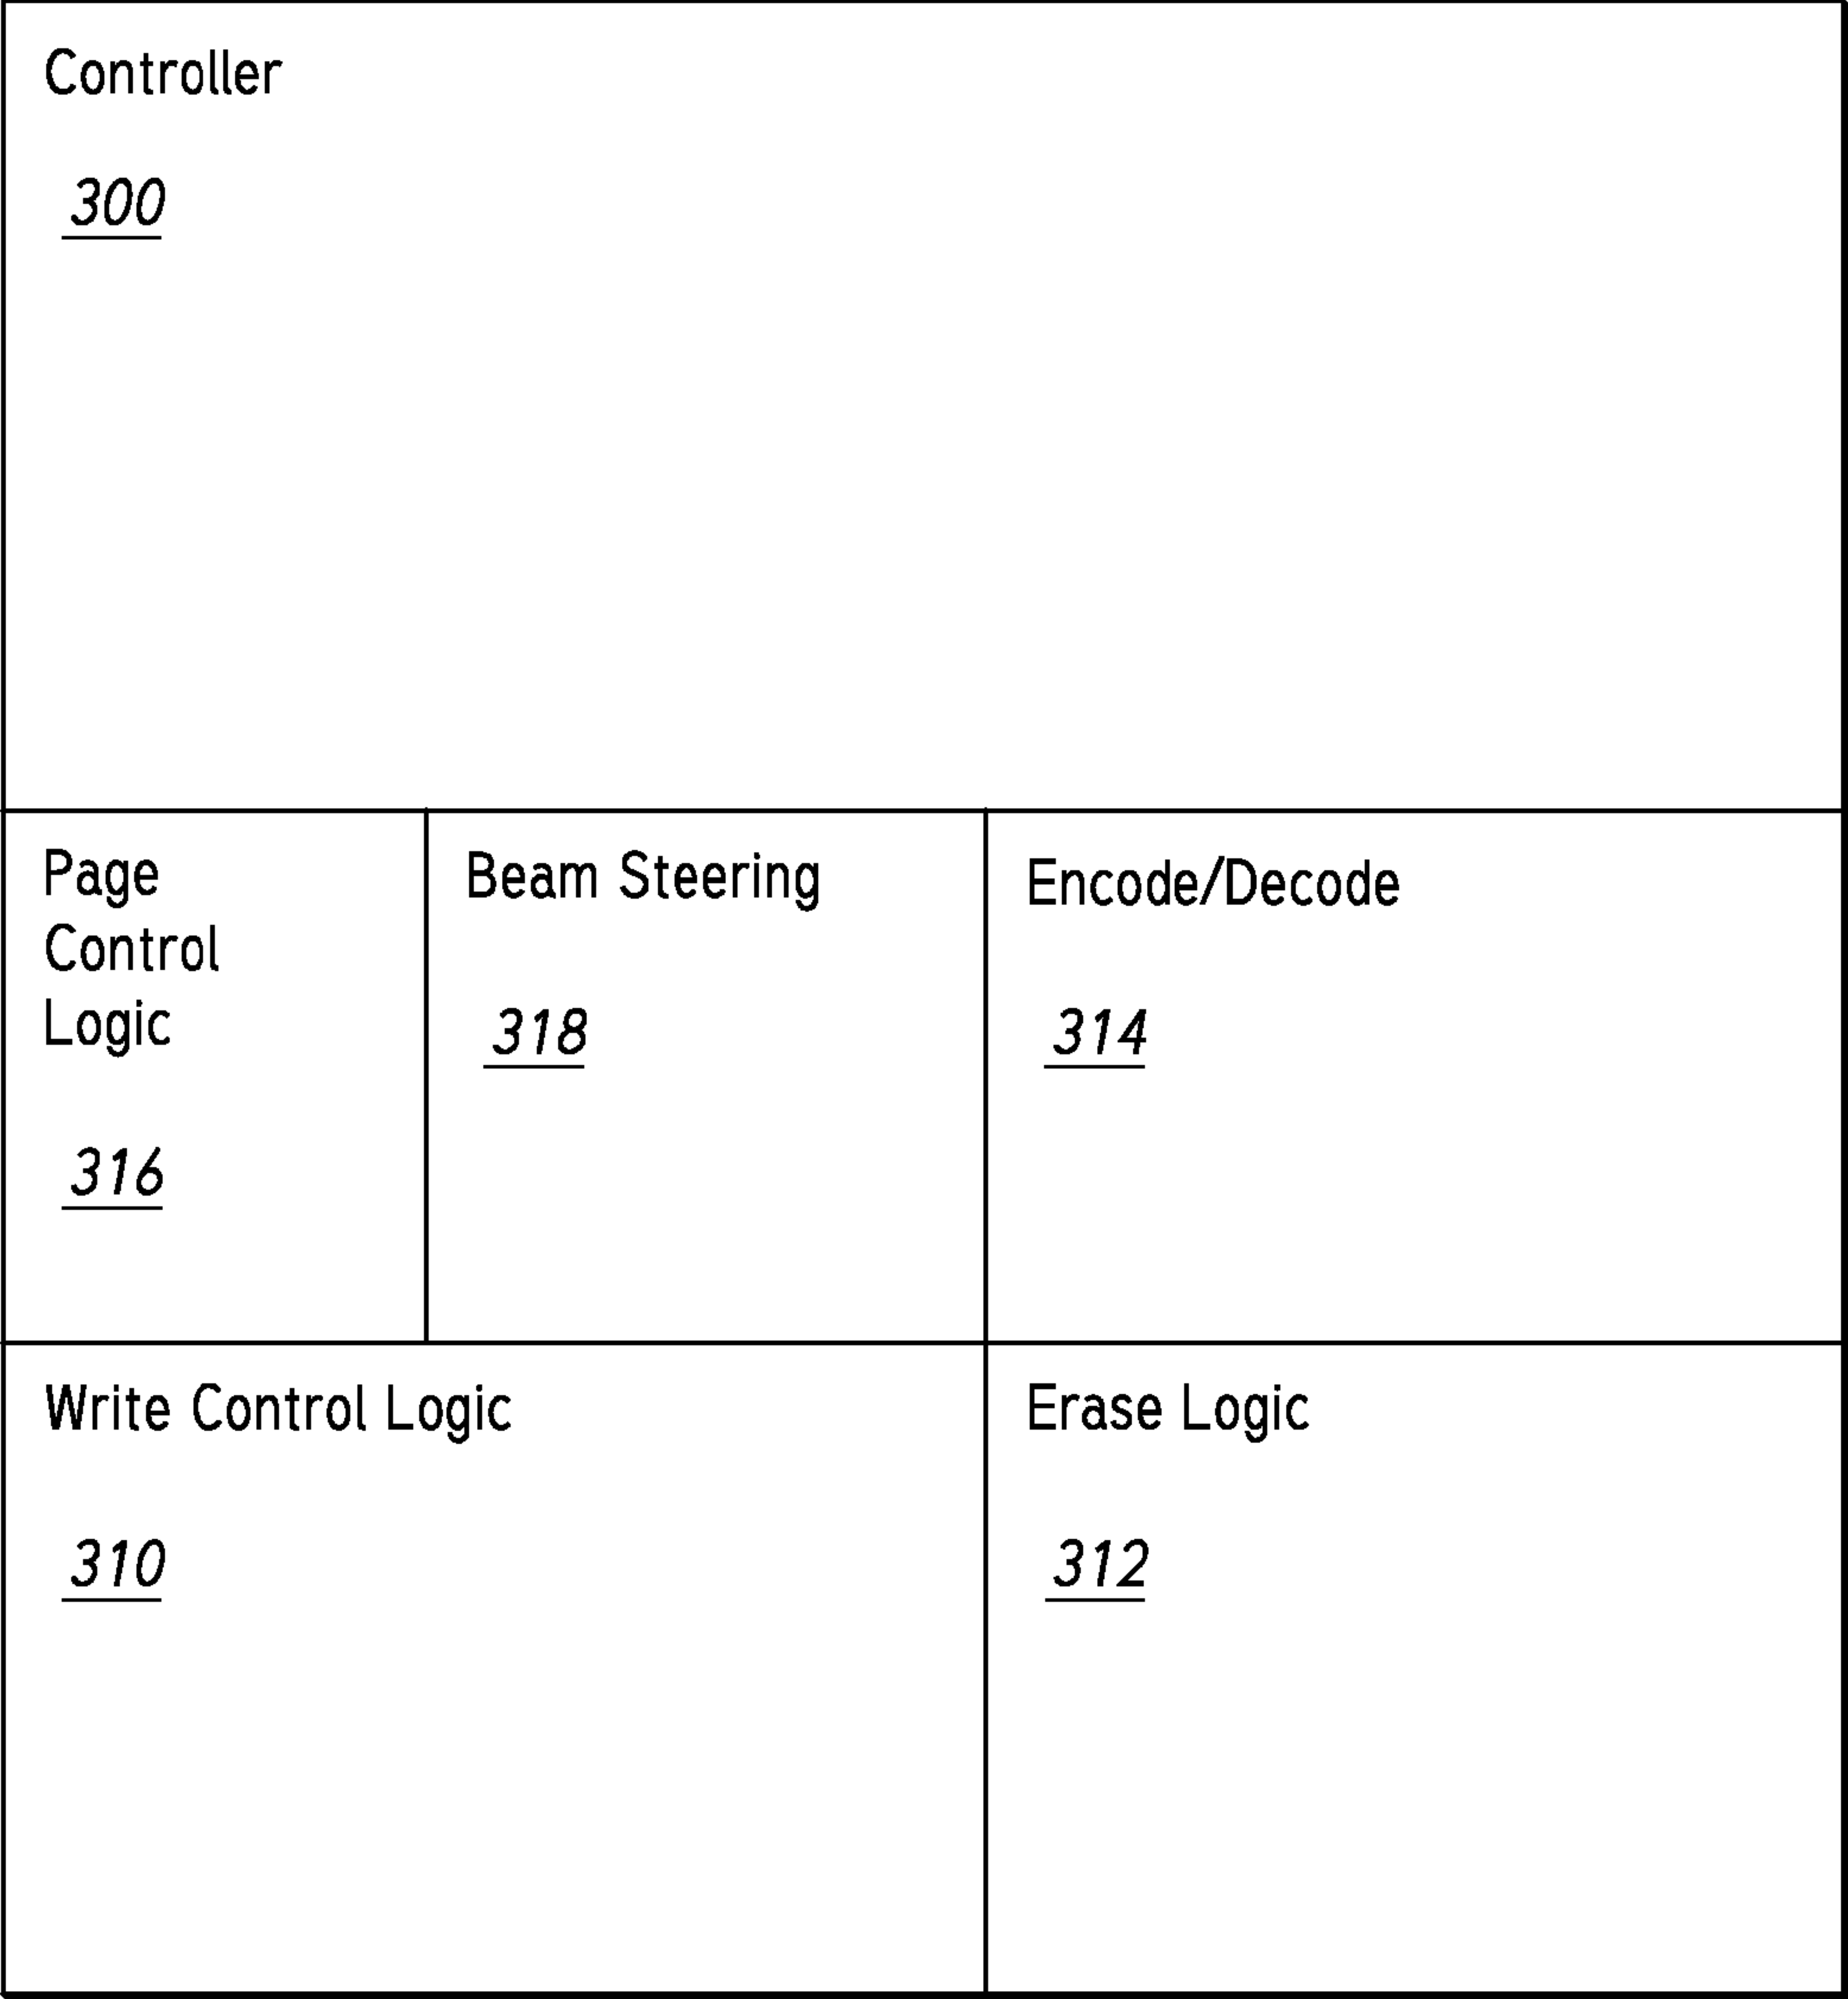 Controller
300
Page
Control
Logic
316
Beam Steering
318
Encode/Decode
314
Write Control Logic
310
Erase Logic
312